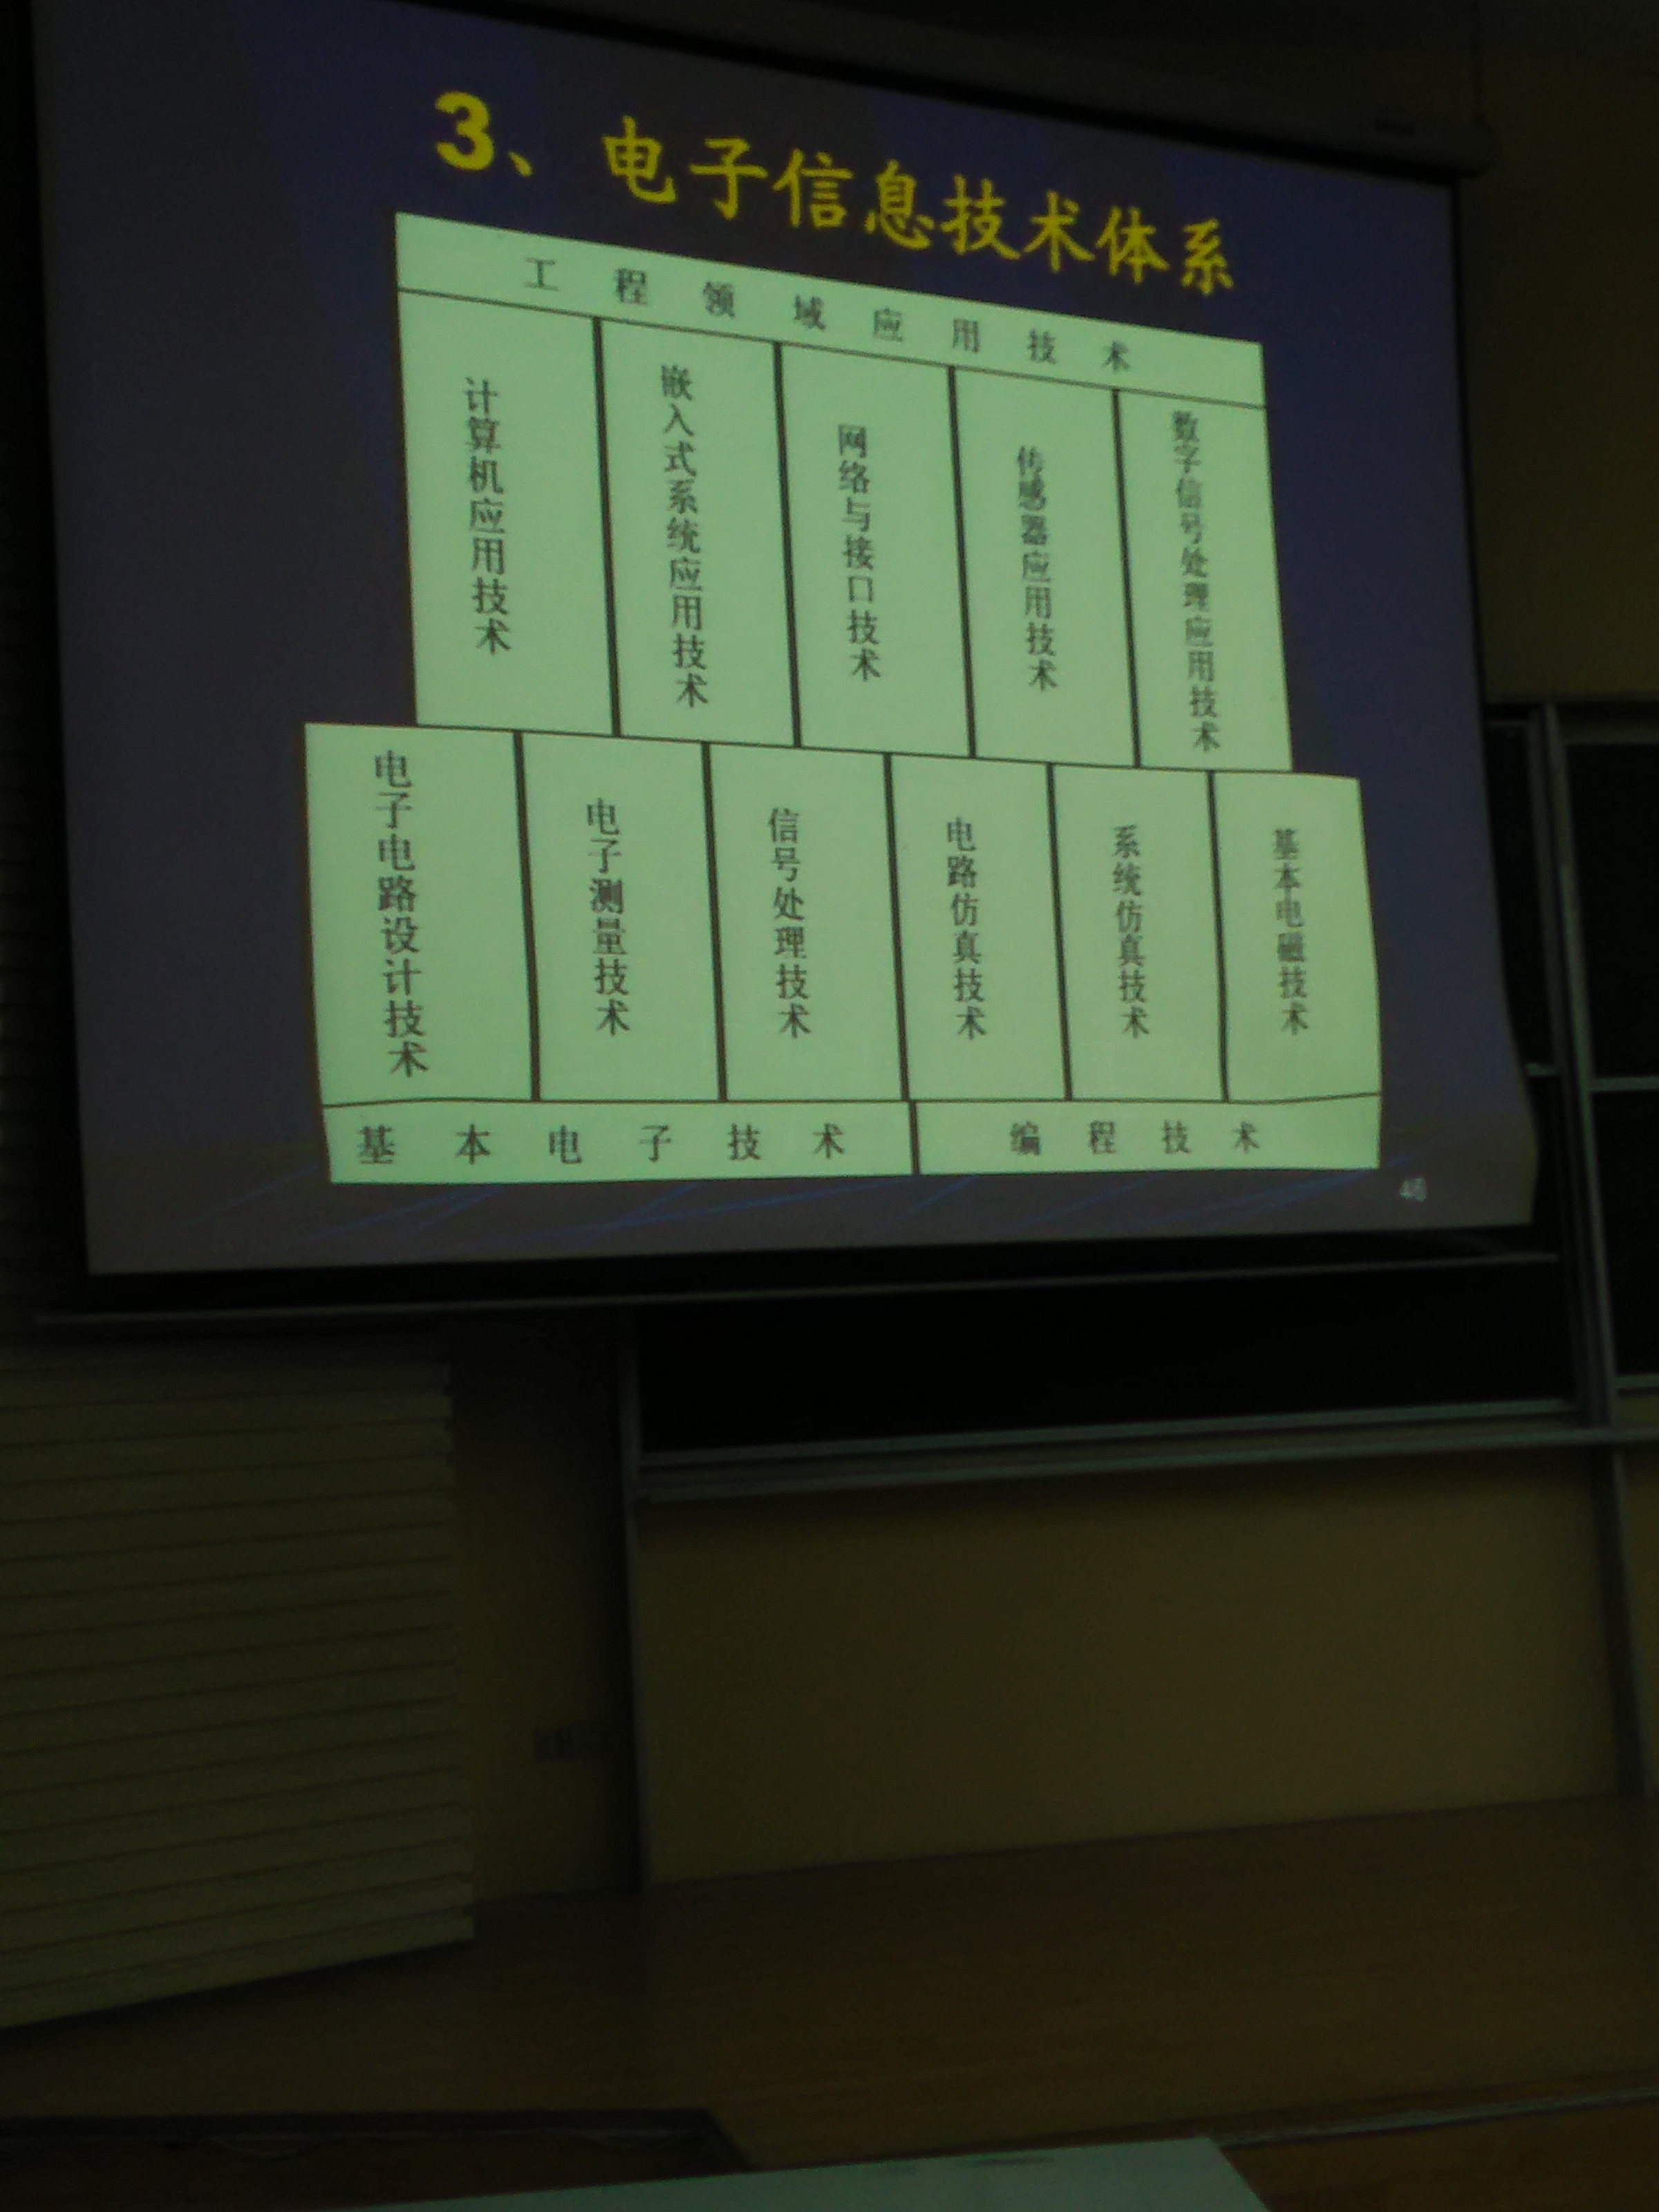 3、电子信息技术体系
工程领域应用技术
计算机应用技术
嵌入式系统应用技术
网络与接口技术
传感器应用技术
数字信号处理应用技术
电子电路设计技术
电子测量技术
信号处理技术
电路仿真技术
系统仿真技术
基本电磁技术
基本电子技术
编程技术
46